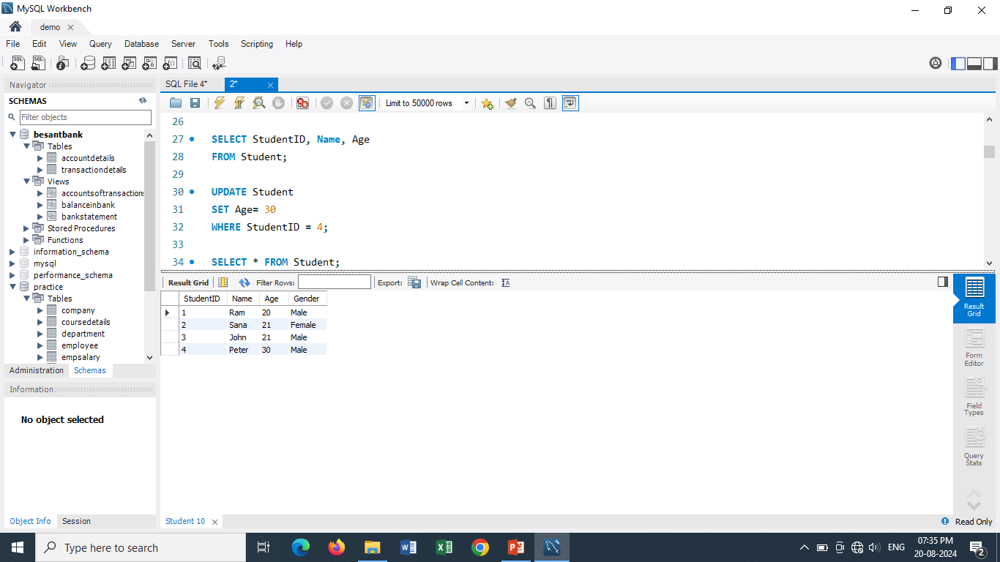 MySQL Workbench
demo
File Edit View Query Database Server Tools Scripting Help
Navigator
SCHEMAS
Filter objects
besantbank
Tables
accountdetails
transactiondetails
Views
accountsoftransactions
balanceinbank
bankstatement
Stored Procedures
Functions
information_schema
mysql
performance_schema
practice
Tables
company
coursedetails
department
employee
empsalary
Administration Schemas
Information
No object selected
Object Info Session
SQL File 4* 2*
Limit to 50000 rows
26
27 SELECT StudentID, Name, Age
28 FROM Student;
29
30 UPDATE Student
31 SET Age= 30
32 WHERE StudentID = 4;
33
34 SELECT * FROM Student;
Result Grid Filter Rows: Export: Wrap Cell Content:
StudentID Name Age Gender
1 Ram 20 Male
2 Sana 21 Female
3 John 21 Male
4 Peter 30 Male
Result
Grid
Form
Editor
Field
Types
Query
Stats
Student 10
Read Only
Type here to search
ENG
07:35 PM
20-08-2024
2